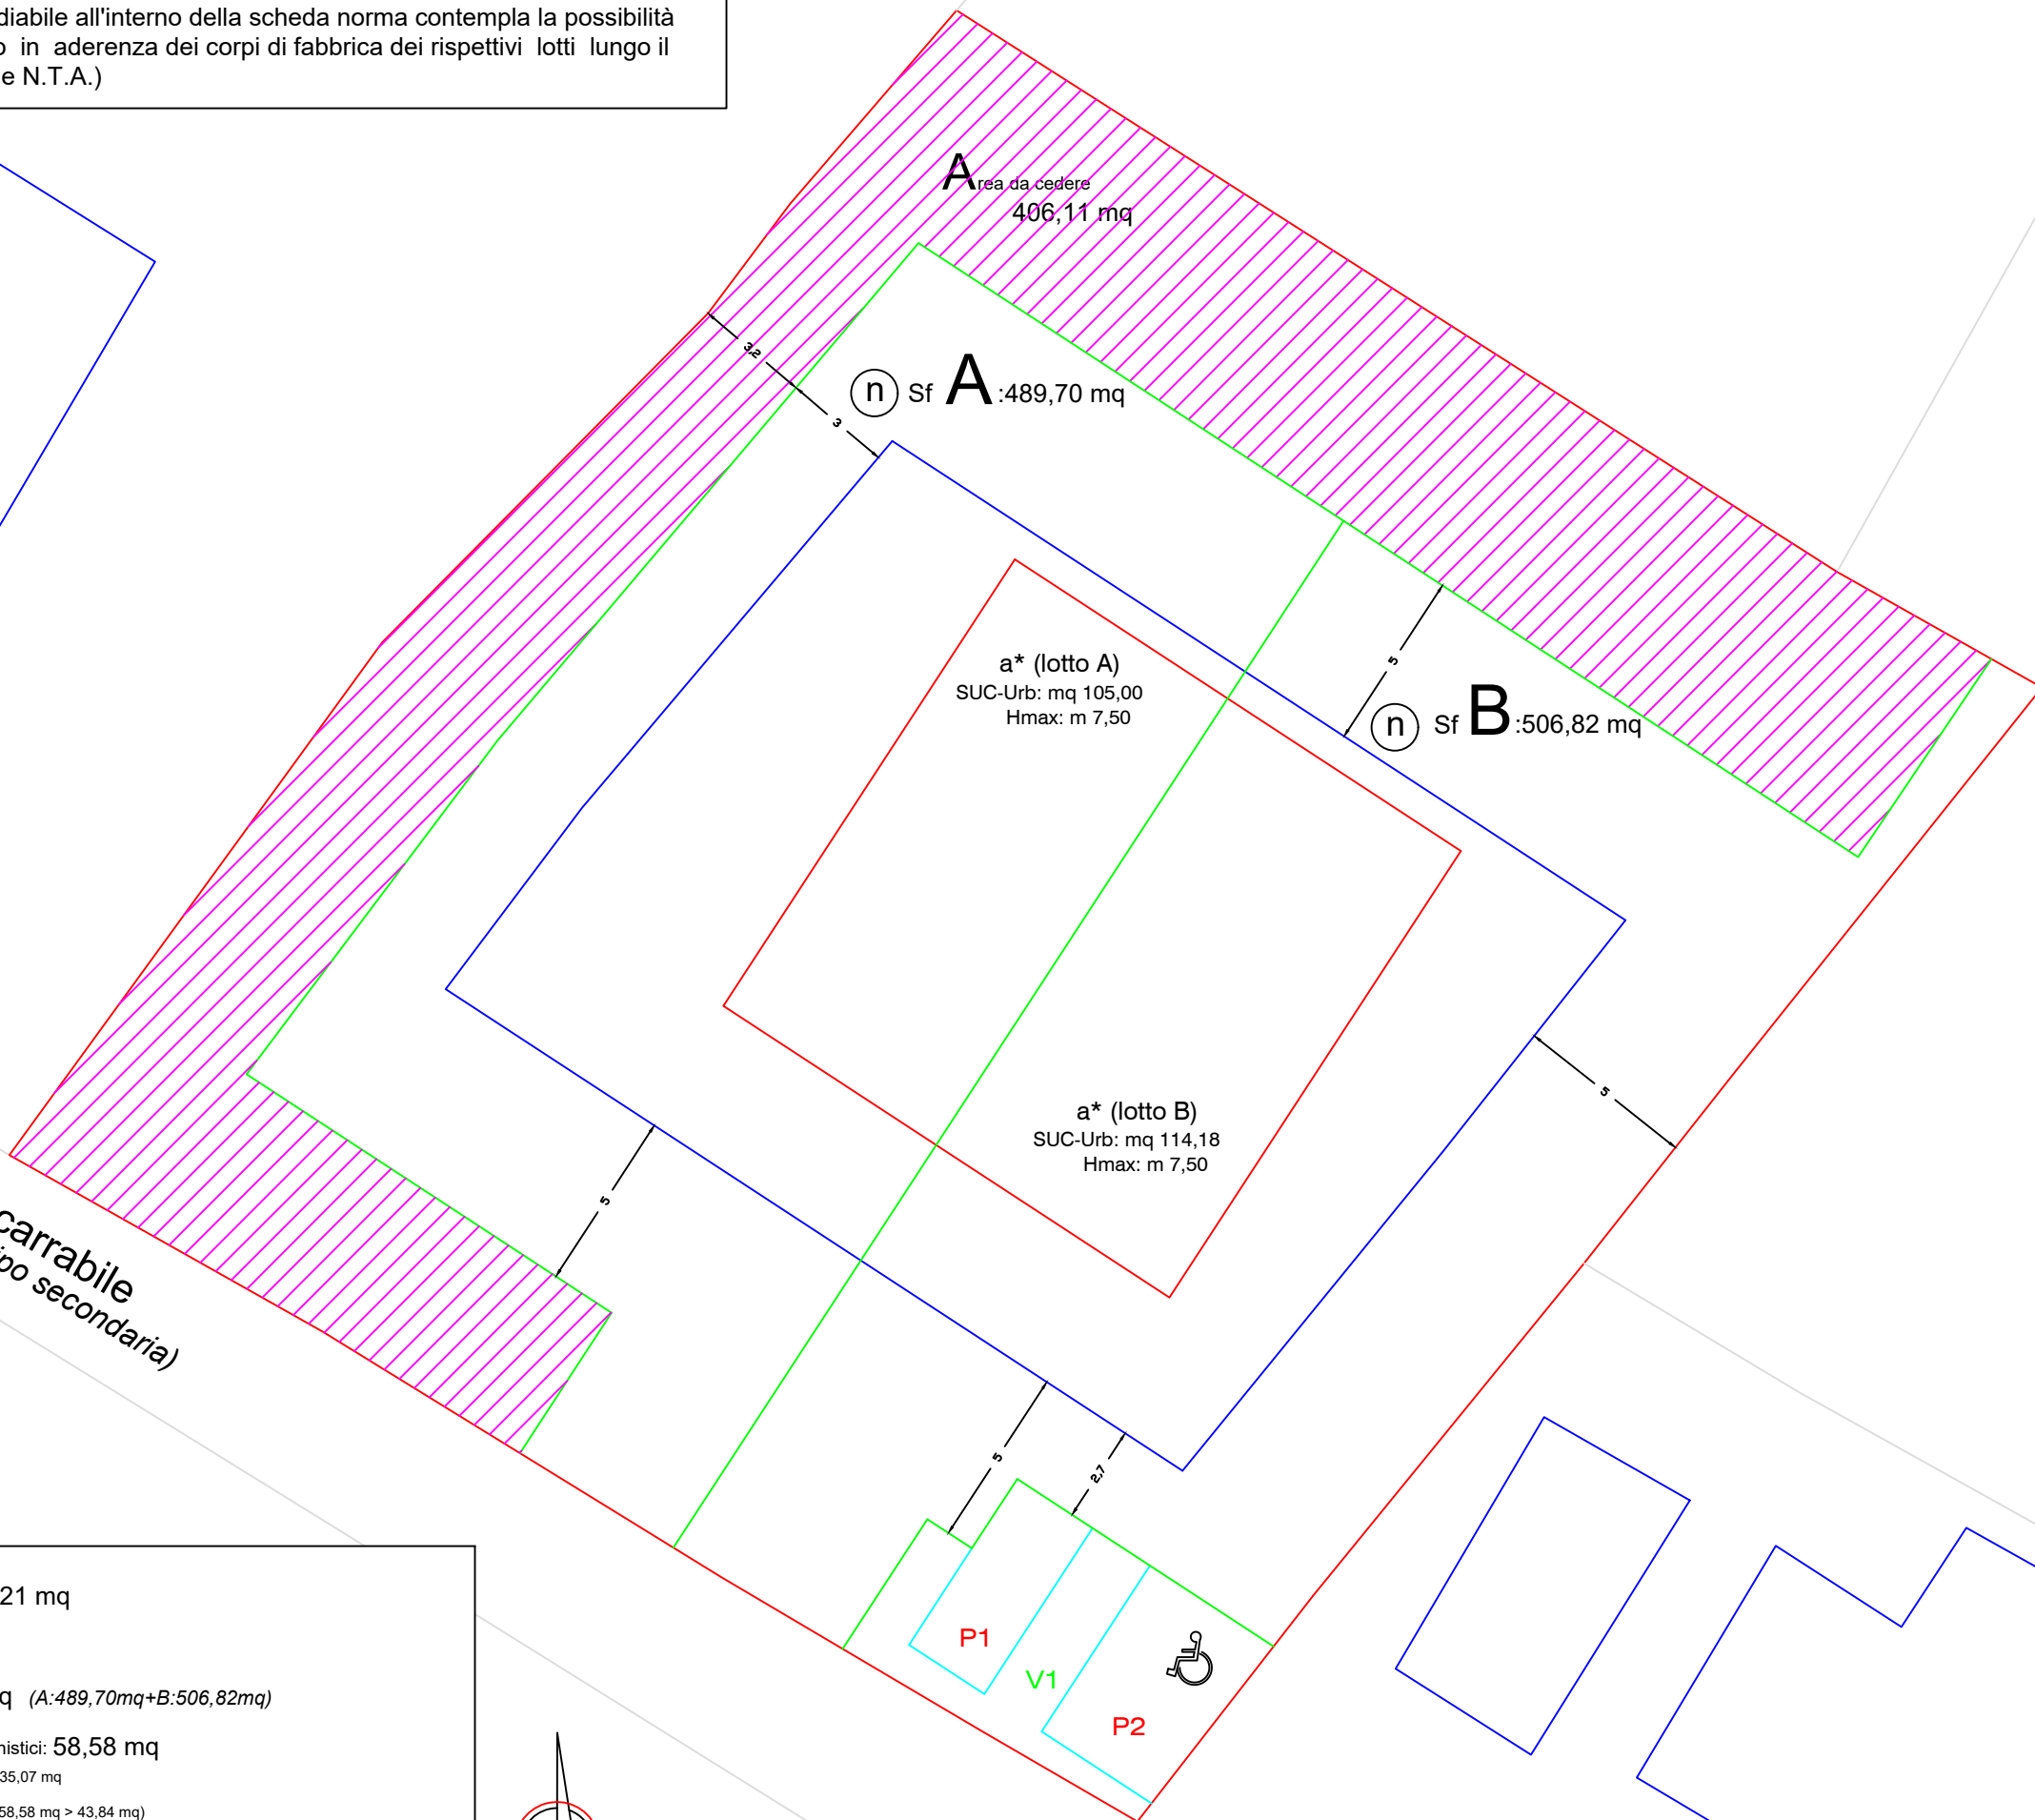 diabile all'interno della scheda norma contempla la possibilità
o in aderenza dei corpi di fabbrica dei rispettivi lotti lungo il
e N.T.A.)
Area da cedere
406,11 mq
3,2
3
n Sf A :489,70 mq
a* (lotto A)
SUC-Urb: mq 105,00
Hmax: m 7,50
5
n Sf B :506,82 mq
5
a* (lotto B)
SUC-Urb: mq 114,18
Hmax: m 7,50
5
carrabile
ipo secondaria)
5
2,7
P1
V1
P2
21 mq
q (A:489,70mq+B:506,82mq)
nistici: 58,58 mq
35,07 mq
58,58 mq > 43,84 mq)